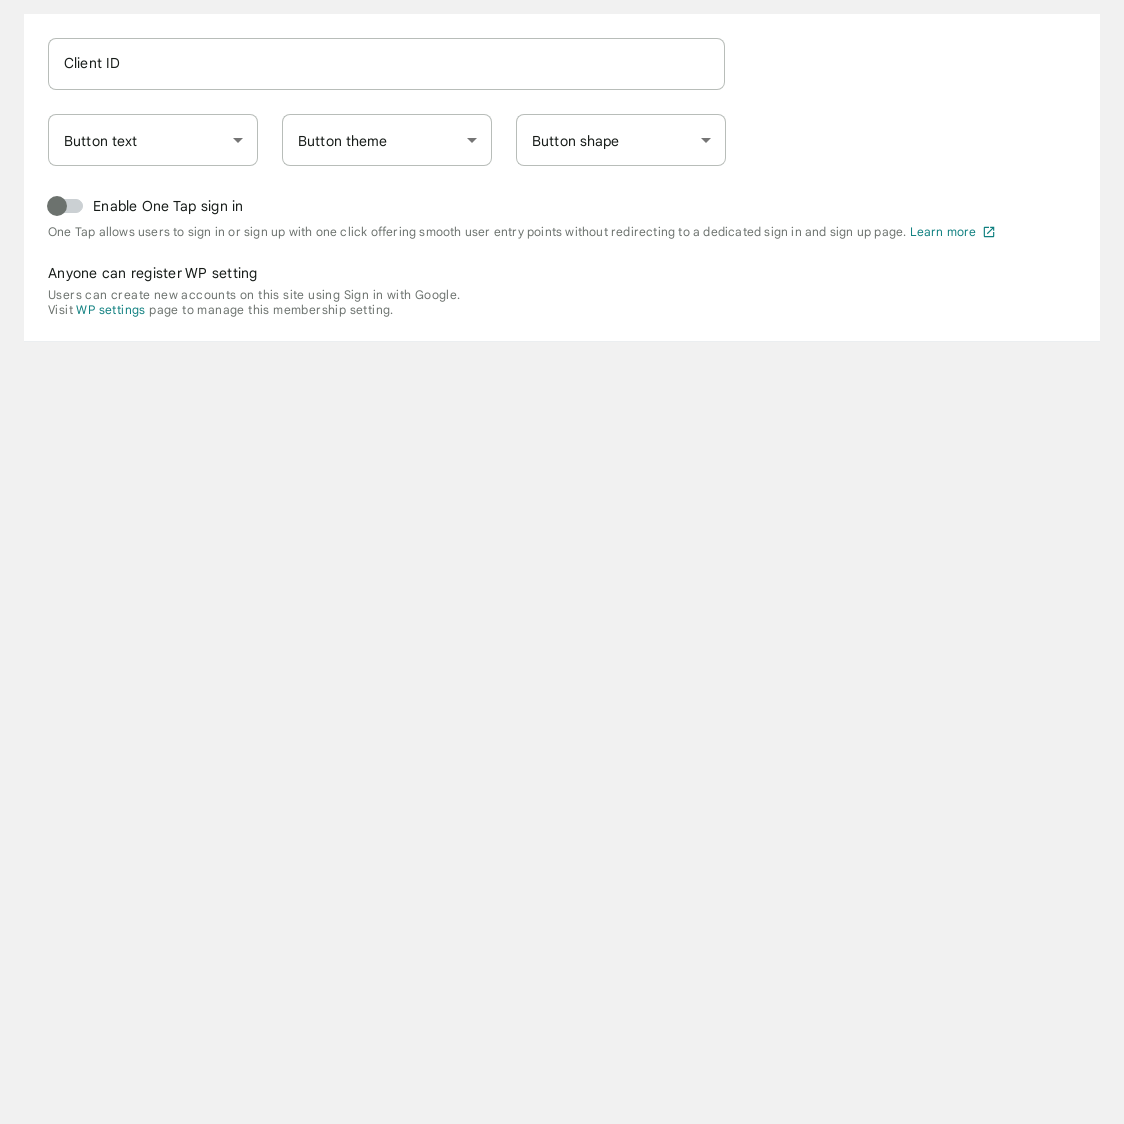 Client ID
Button text
Button theme
Button shape
Enable One Tap sign in
One Tap allows users to sign in or sign up with one click offering smooth user entry points without redirecting to a dedicated sign in and sign up page. Learn more
Anyone can register WP setting
Users can create new accounts on this site using Sign in with Google.
Visit WP settings page to manage this membership setting.